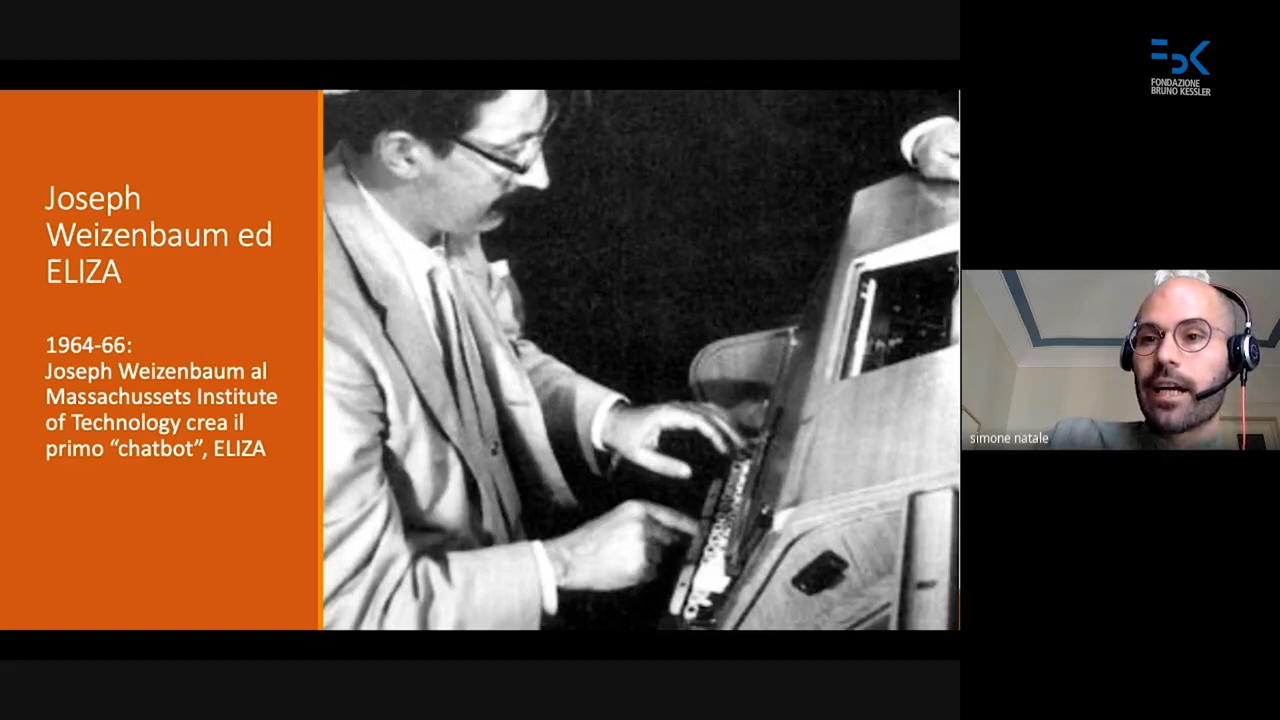 Joseph
Weizenbaum ed
ELIZA
1964-66:
Joseph Weizenbaum al
Massachussets Institute
of Technology crea il
primo “chatbot”, ELIZA
FBK
FONDAZIONE
BRUNO KESSLER
simone natale